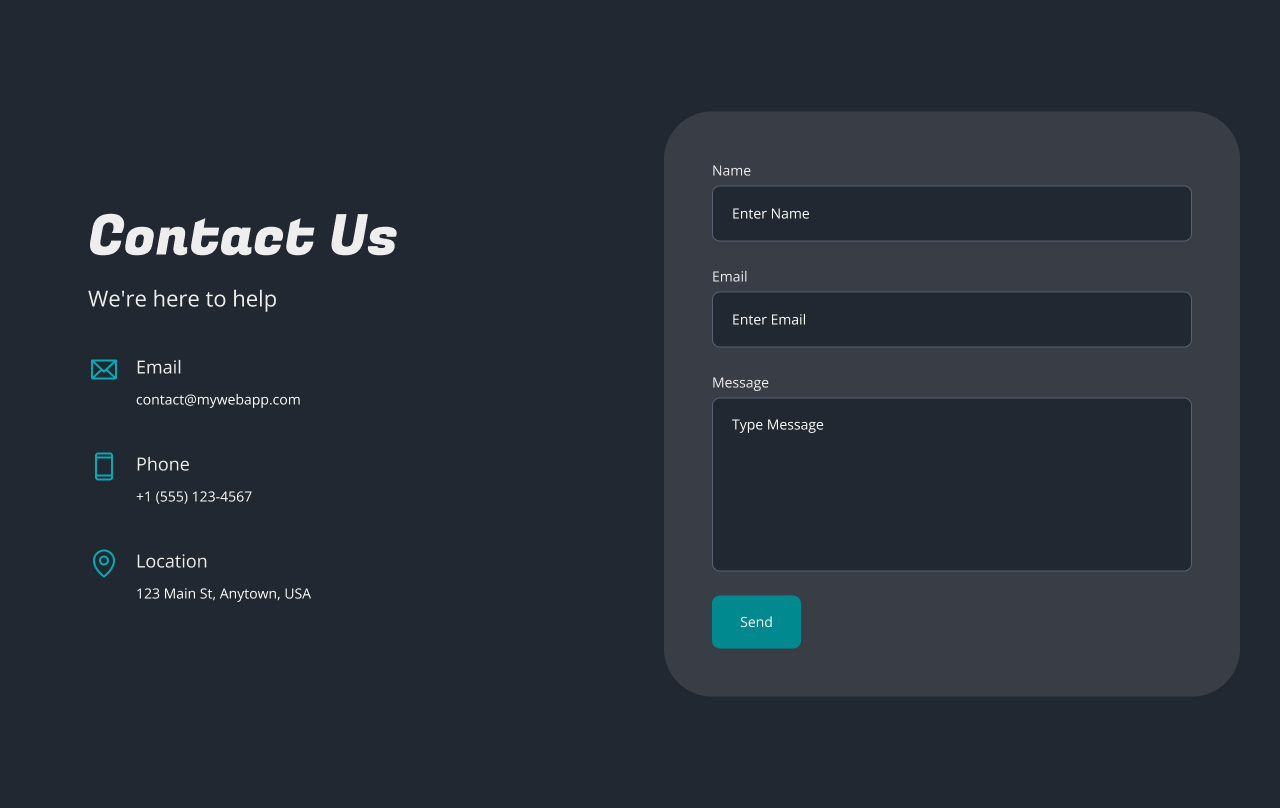 Contact Us
We're here to help
Email
contact@mywebapp.com
Phone
+1 (555) 123-4567
Location
123 Main St, Anytown, USA
Name
Enter Name
Email
Enter Email
Message
Type Message
Send